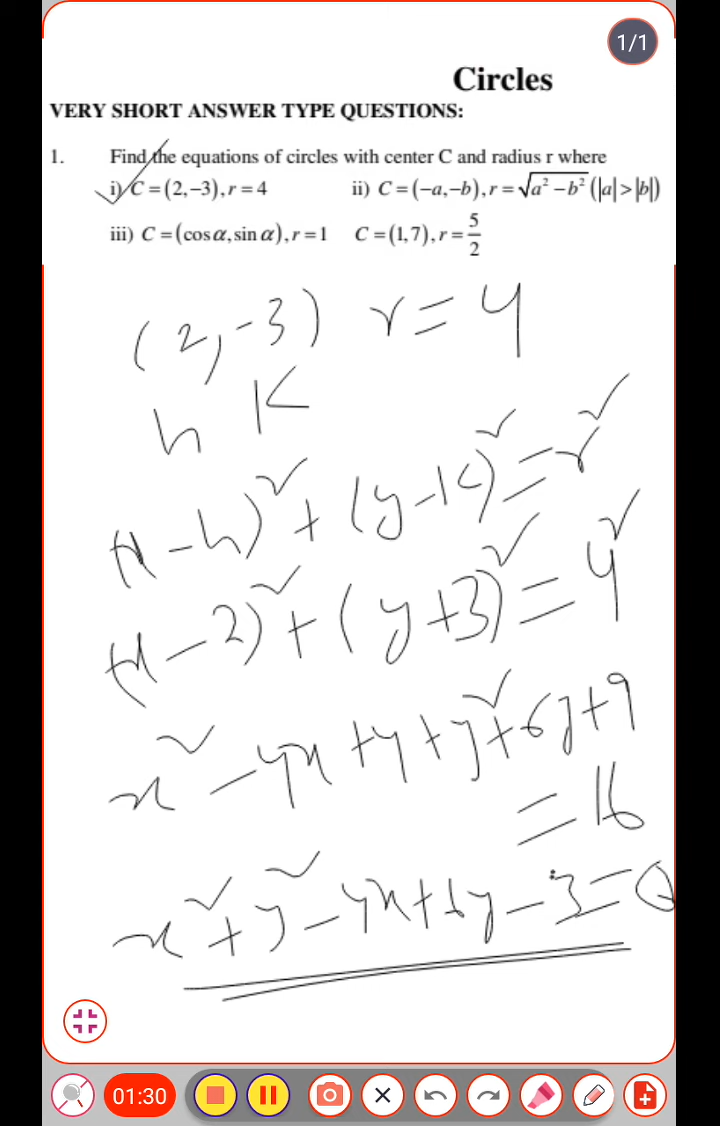 1/1
Circles
VERY SHORT ANSWER TYPE QUESTIONS:
1. Find the equations of circles with center C and radius r where
i) C = (2,−3), r = 4 ii) C = (−a,−b), r = √(a² − b²) (|a| > |b|)
iii) C = (cos α, sin α), r = 1 C = (1,7), r = 5/2
(2, -3) r = 4
h K
(x - h)² + (y - k)² = r²
(x - 2)² + (y + 3)² = 4²
x² - 4x + 4 + y² + 6y + 9
= 16
x² + y² - 4x + 6y - 3 = 0
01:30